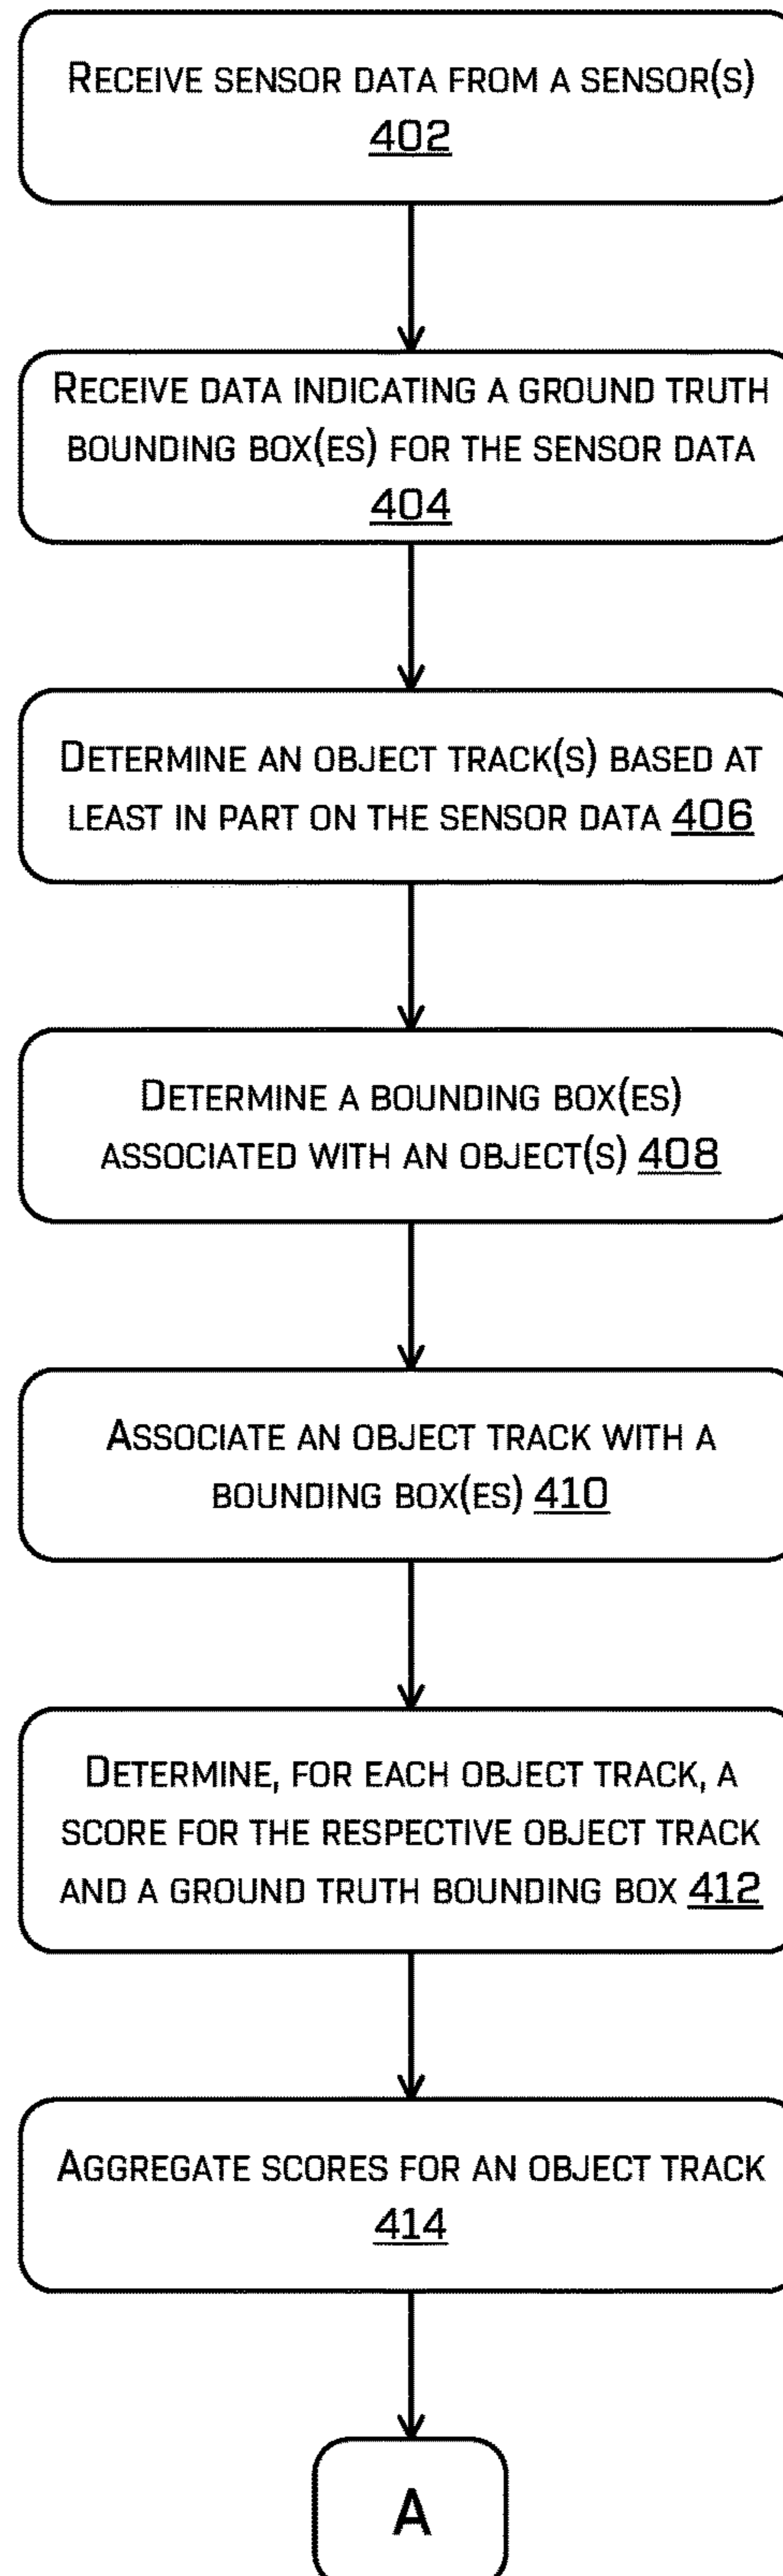 RECEIVE SENSOR DATA FROM A SENSOR(S)
402
RECEIVE DATA INDICATING A GROUND TRUTH
BOUNDING BOX(ES) FOR THE SENSOR DATA
404
DETERMINE AN OBJECT TRACK(S) BASED AT
LEAST IN PART ON THE SENSOR DATA 406
DETERMINE A BOUNDING BOX(ES)
ASSOCIATED WITH AN OBJECT(S) 408
ASSOCIATE AN OBJECT TRACK WITH A
BOUNDING BOX(ES) 410
DETERMINE, FOR EACH OBJECT TRACK, A
SCORE FOR THE RESPECTIVE OBJECT TRACK
AND A GROUND TRUTH BOUNDING BOX 412
AGGREGATE SCORES FOR AN OBJECT TRACK
414
A